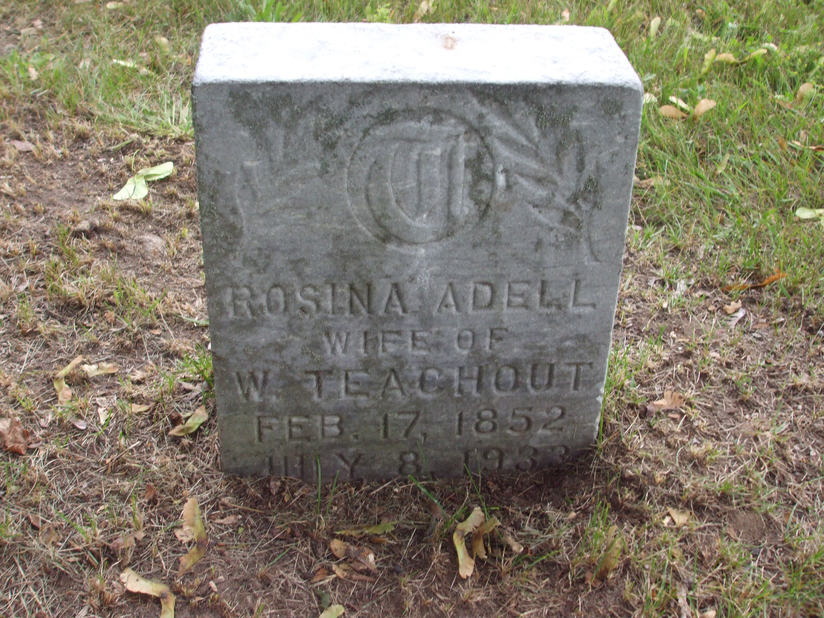 T
ROSINA ADELL
WIFE OF
W. TEACHOUT
FEB. 17, 1852
JULY 8, 1933